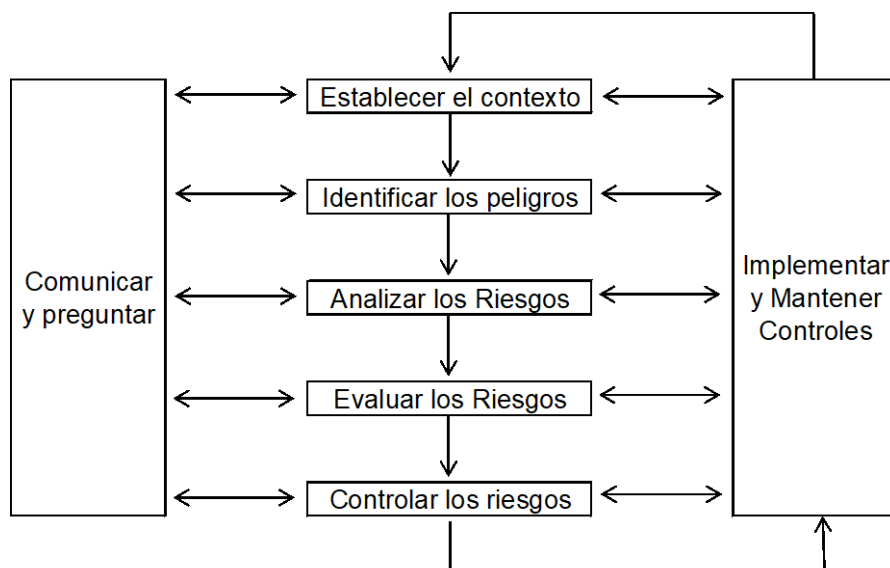 Establecer el contexto
Identificar los peligros
Comunicar
y preguntar
Analizar los Riesgos
Implementar
y Mantener
Controles
Evaluar los Riesgos
Controlar los riesgos